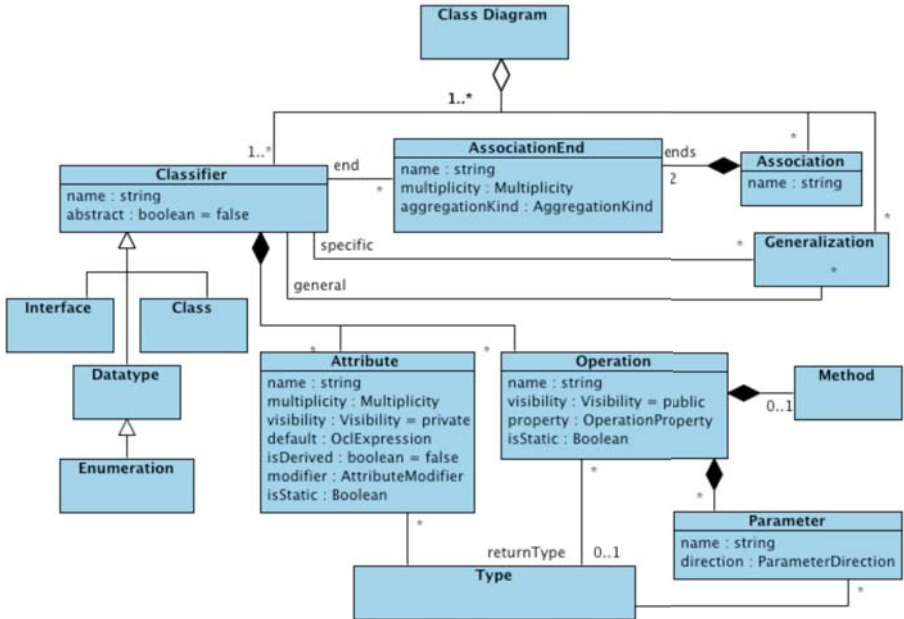 Class Diagram
1..*
1..*
*
AssociationEnd
name : string
multiplicity : Multiplicity
aggregationKind : AggregationKind
ends
2
Association
name : string
end
*
Classifier
name : string
abstract : boolean = false
*
specific
*
Generalization
*
general
Interface
Class
*
*
Attribute
name : string
multiplicity : Multiplicity
visibility : Visibility = private
default : OclExpression
isDerived : boolean = false
modifier : AttributeModifier
isStatic : Boolean
Operation
name : string
visibility : Visibility = public
property : OperationProperty
isStatic : Boolean
Method
0..1
Datatype
Enumeration
*
*
*
Parameter
name : string
direction : ParameterDirection
returnType
0..1
Type
*